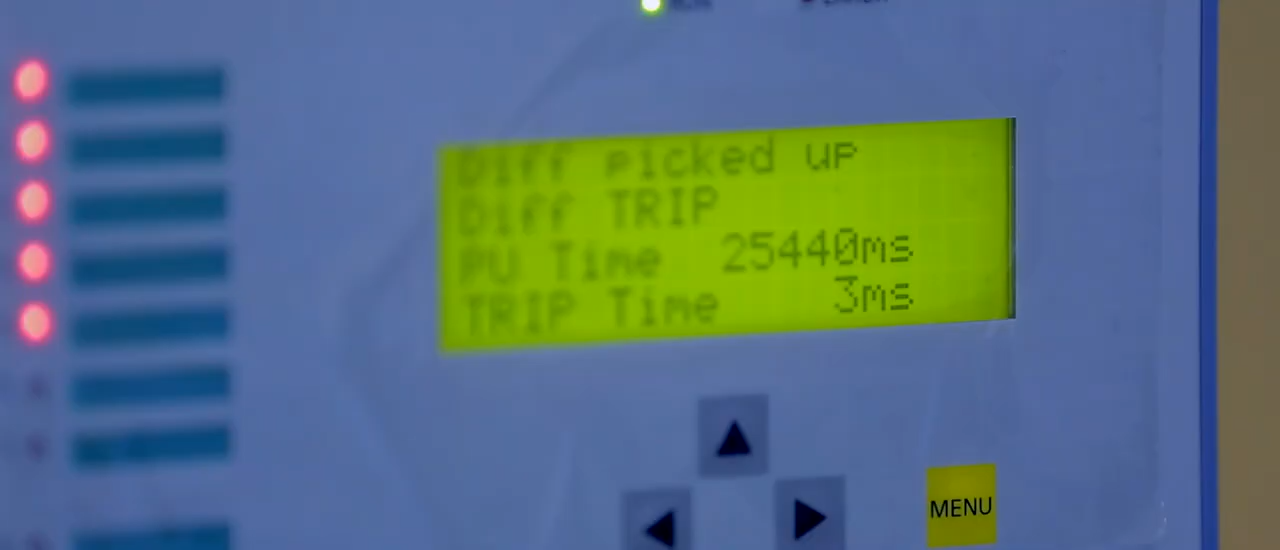 Diff picked up
Diff TRIP
PU Time 25440ms
TRIP Time 3ms
MENU